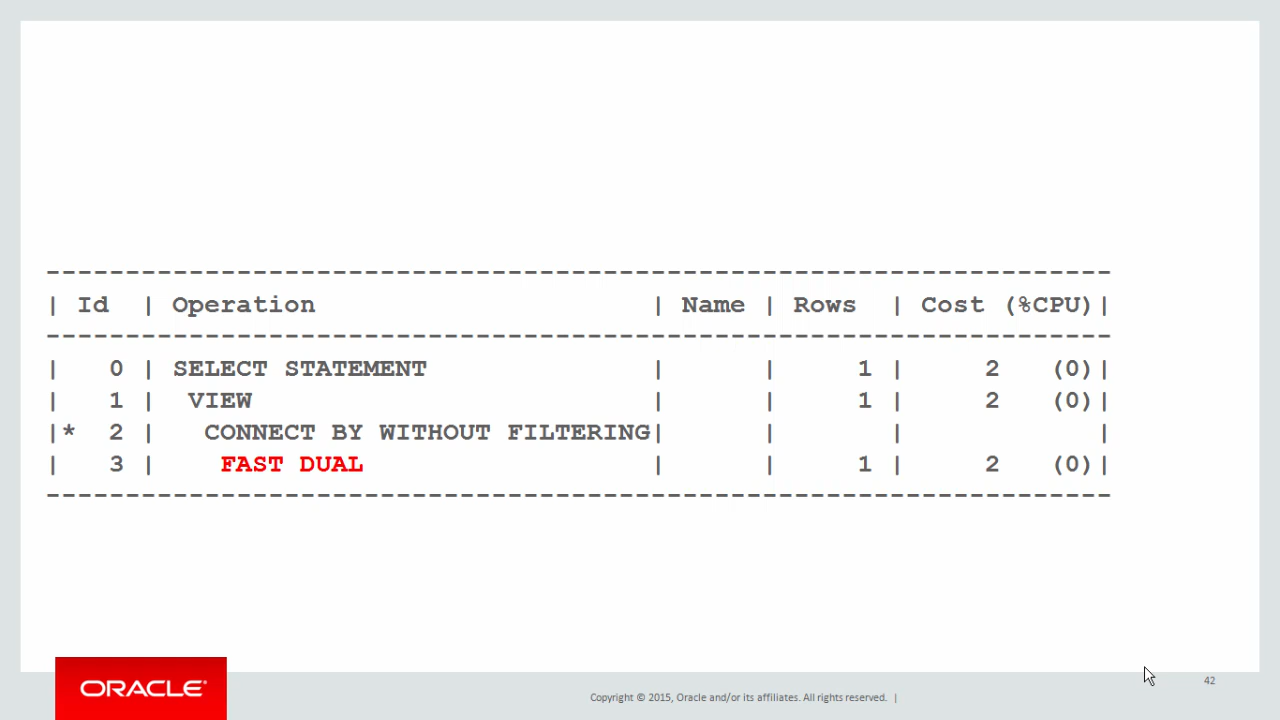 -------------------------------------------------------------------
| Id  | Operation                     | Name | Rows  | Cost (%CPU)|
-------------------------------------------------------------------
|   0 | SELECT STATEMENT              |      |     1 |     2   (0)|
|   1 |  VIEW                         |      |     1 |     2   (0)|
|*  2 |   CONNECT BY WITHOUT FILTERING|      |       |            |
|   3 |    FAST DUAL                  |      |     1 |     2   (0)|
-------------------------------------------------------------------
ORACLE®
Copyright © 2015, Oracle and/or its affiliates. All rights reserved. |
42